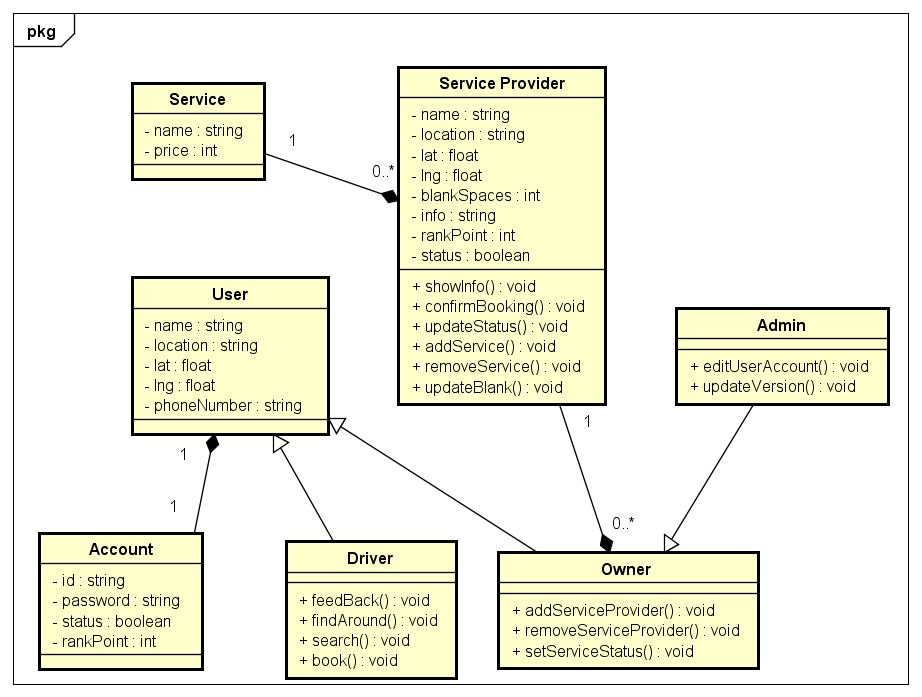 pkg
Service
- name : string
- price : int
1
0..*
Service Provider
- name : string
- location : string
- lat : float
- lng : float
- blankSpaces : int
- info : string
- rankPoint : int
- status : boolean
+ showInfo() : void
+ confirmBooking() : void
+ updateStatus() : void
+ addService() : void
+ removeService() : void
+ updateBlank() : void
User
- name : string
- location : string
- lat : float
- lng : float
- phoneNumber : string
Admin
+ editUserAccount() : void
+ updateVersion() : void
1
1
1
0..*
Account
- id : string
- password : string
- status : boolean
- rankPoint : int
Driver
+ feedBack() : void
+ findAround() : void
+ search() : void
+ book() : void
Owner
+ addServiceProvider() : void
+ removeServiceProvider() : void
+ setServiceStatus() : void